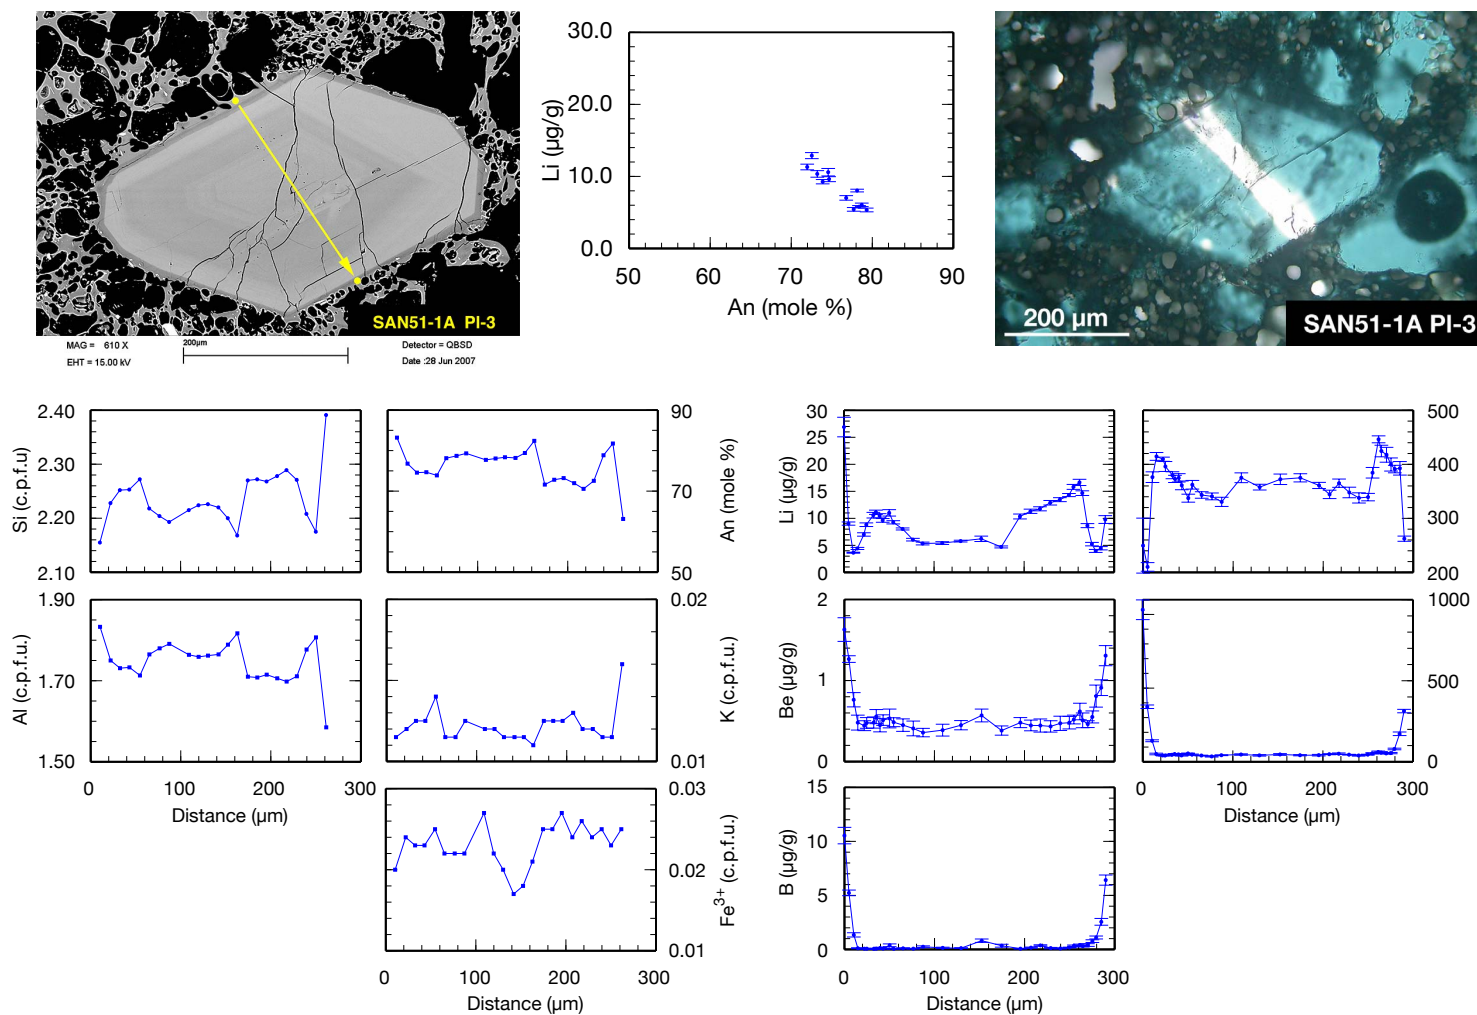 SAN51-1A PI-3
MAG = 610 X
200µm
Detector = QBSD
EHT = 15.00 kV
Date :28 Jun 2007
30.0
20.0
10.0
0.0
Li (µg/g)
50 60 70 80 90
An (mole %)
200 µm
SAN51-1A PI-3
2.40
2.30
2.20
2.10
Si (c.p.f.u)
90
70
50
An (mole %)
30
25
20
15
10
5
0
Li (µg/g)
500
400
300
200
1.90
1.70
1.50
Al (c.p.f.u.)
0 100 200 300
Distance (µm)
0.02
0.01
K (c.p.f.u.)
2
1
0
Be (µg/g)
1000
500
0
0 100 200 300
Distance (µm)
0.03
0.02
0.01
Fe3+ (c.p.f.u.)
0 100 200 300
Distance (µm)
15
10
5
0
B (µg/g)
0 100 200 300
Distance (µm)